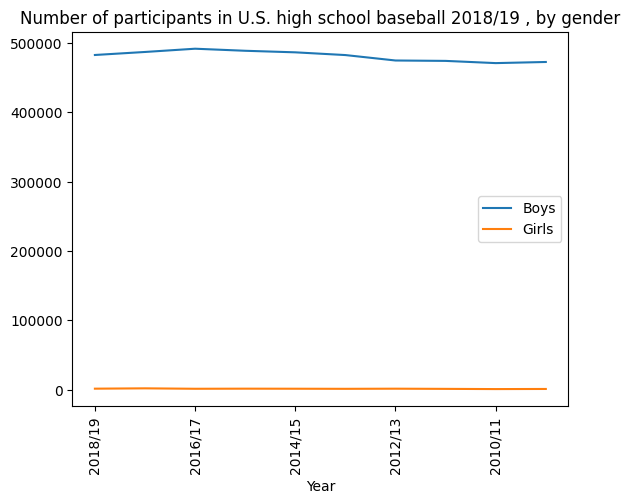 Number of participants in U.S. high school baseball 2018/19 , by gender
500000
400000
300000
200000
100000
0
Boys
Girls
2018/19
2016/17
2014/15
2012/13
2010/11
Year